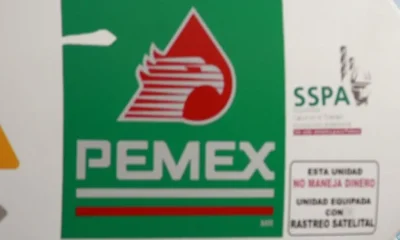 PEMEX
SSPA
ESTA UNIDAD
NO MANEJA DINERO
UNIDAD EQUIPADA
CON
RASTREO SATELITAL